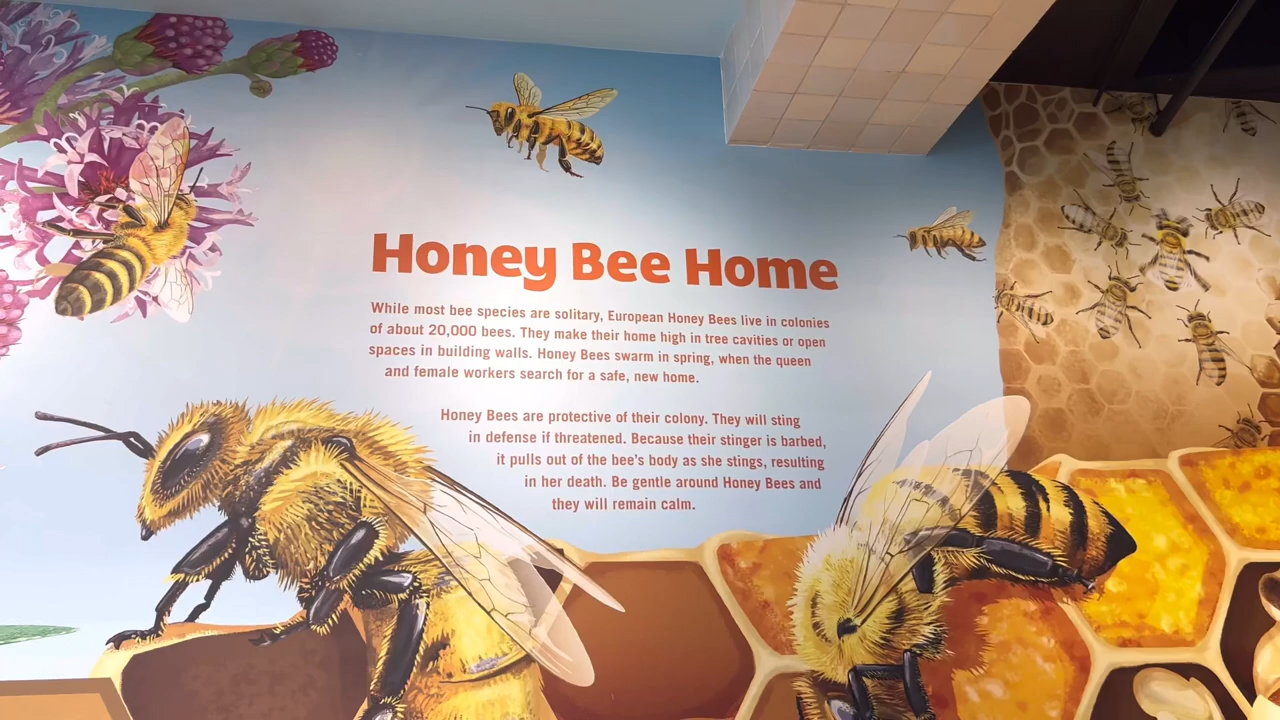 Honey Bee Home
While most bee species are solitary, European Honey Bees live in colonies
of about 20,000 bees. They make their home high in tree cavities or open
spaces in building walls. Honey Bees swarm in spring, when the queen
and female workers search for a safe, new home.
Honey Bees are protective of their colony. They will sting
in defense if threatened. Because their stinger is barbed,
it pulls out of the bee's body as she stings, resulting
in her death. Be gentle around Honey Bees and
they will remain calm.